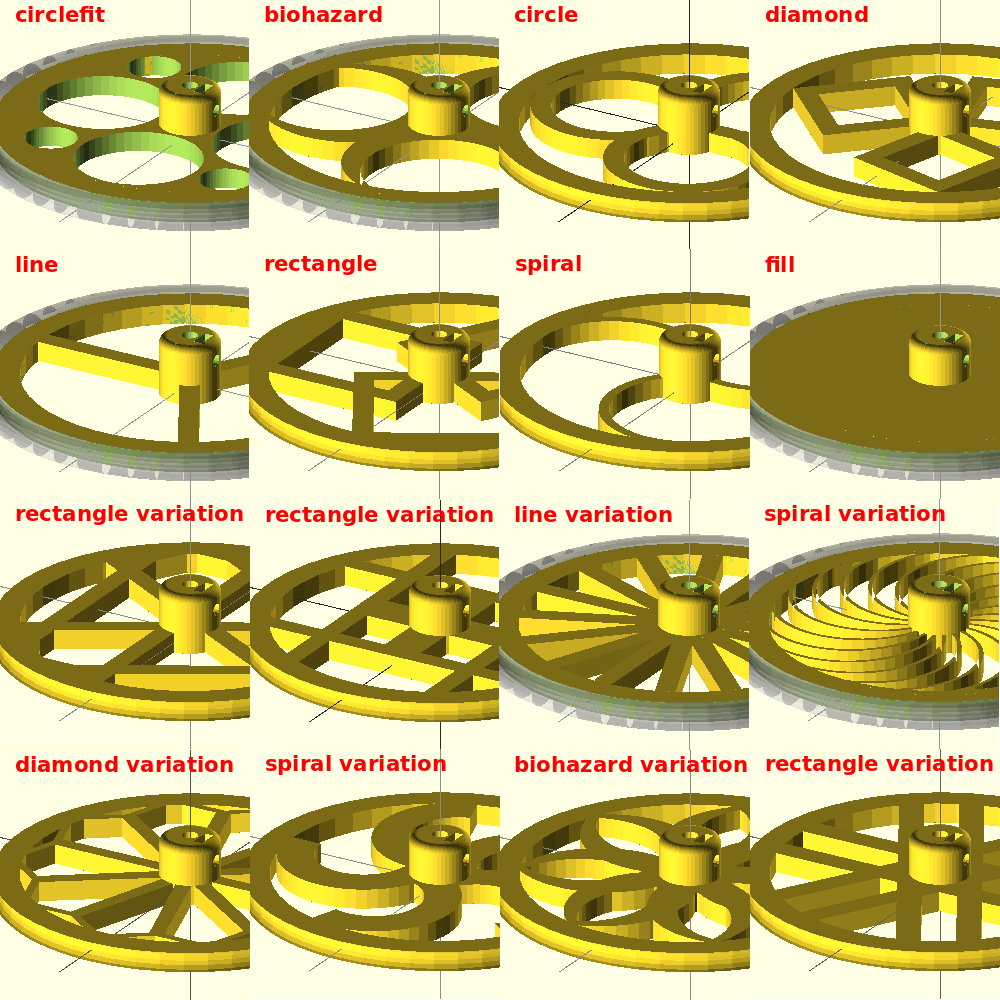 circlefit
biohazard
circle
diamond
line
rectangle
spiral
fill
rectangle variation
rectangle variation
line variation
spiral variation
diamond variation
spiral variation
biohazard variation
rectangle variation